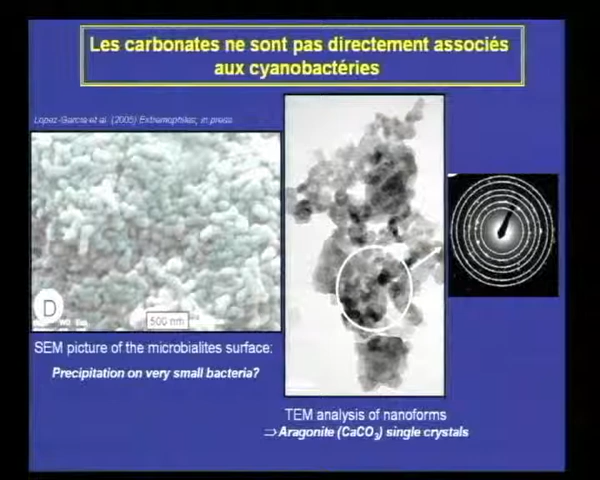 Les carbonates ne sont pas directement associés
aux cyanobactéries
Lopez-Garcia et al. (2005) Extremophiles, in press
D
500 nm
SEM picture of the microbialites surface:
Precipitation on very small bacteria?
TEM analysis of nanoforms
⇒ Aragonite (CaCO3) single crystals